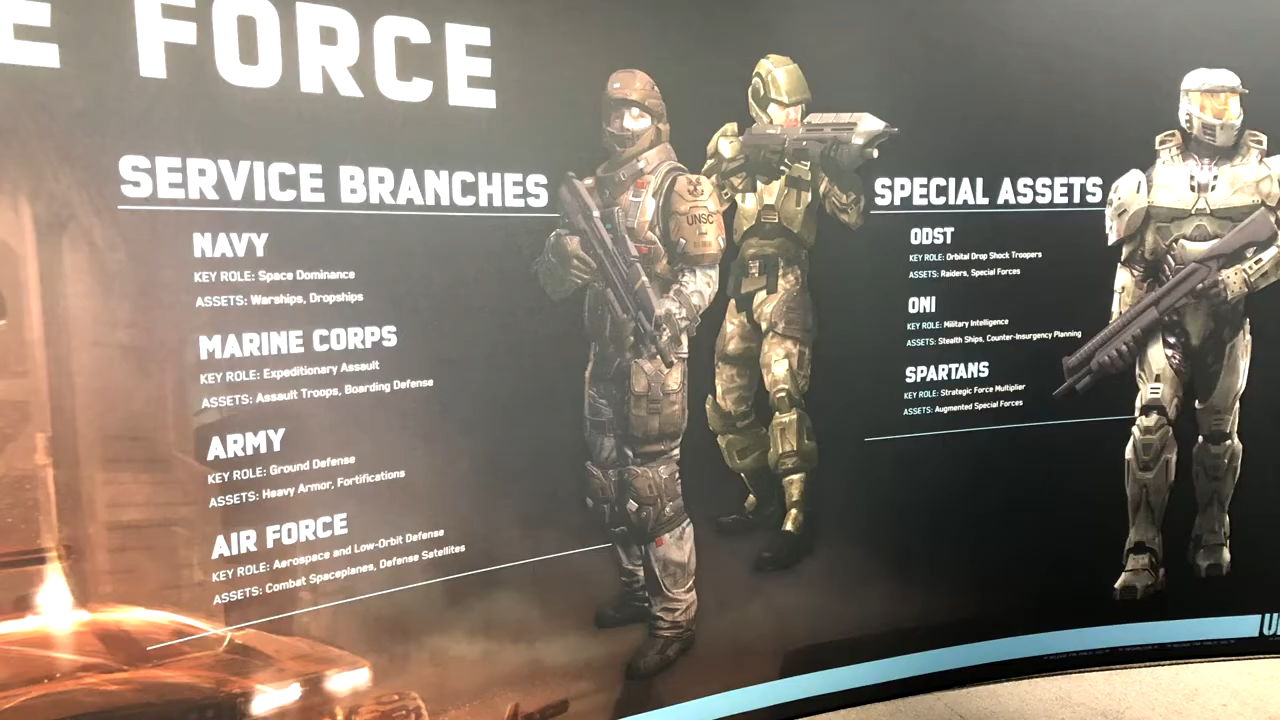 E FORCE
SERVICE BRANCHES
NAVY
KEY ROLE: Space Dominance
ASSETS: Warships, Dropships
MARINE CORPS
KEY ROLE: Expeditionary Assault
ASSETS: Assault Troops, Boarding Defense
ARMY
KEY ROLE: Ground Defense
ASSETS: Heavy Armor, Fortifications
AIR FORCE
KEY ROLE: Aerospace and Low-Orbit Defense
ASSETS: Combat Spaceplanes, Defense Satellites
UNSC
SPECIAL ASSETS
ODST
KEY ROLE: Orbital Drop Shock Troopers
ASSETS: Raiders, Special Forces
ONI
KEY ROLE: Military Intelligence
ASSETS: Stealth Ships, Counter-Insurgency Planning
SPARTANS
KEY ROLE: Strategic Force Multiplier
ASSETS: Augmented Special Forces